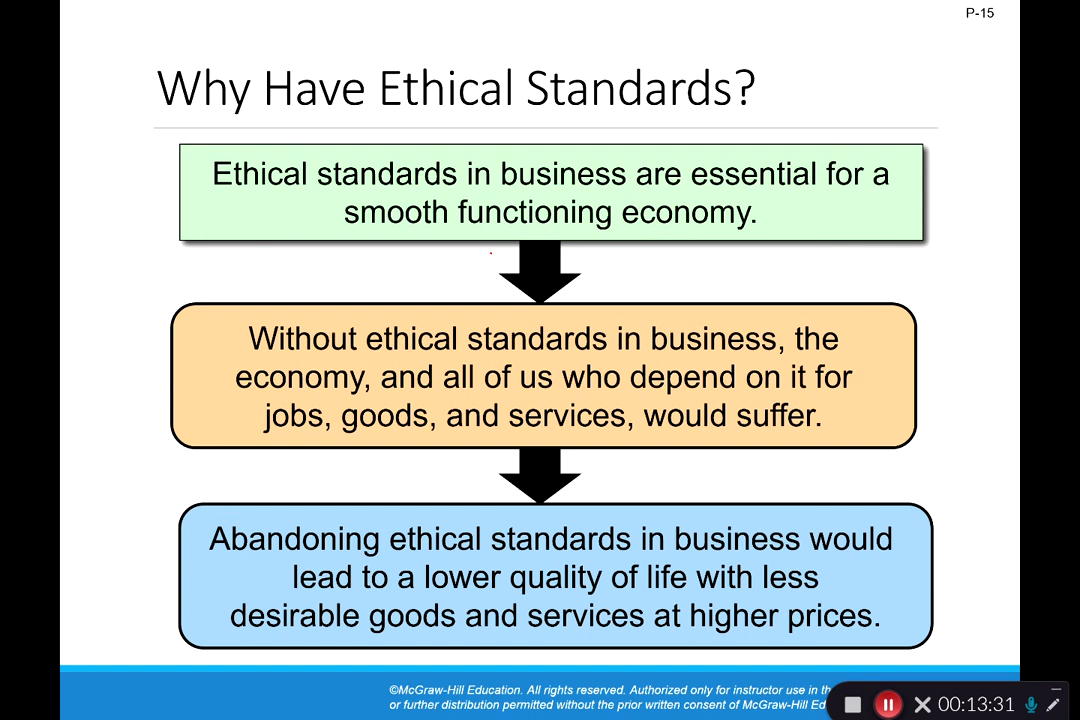 P-15
Why Have Ethical Standards?
Ethical standards in business are essential for a
smooth functioning economy.
Without ethical standards in business, the
economy, and all of us who depend on it for
jobs, goods, and services, would suffer.
Abandoning ethical standards in business would
lead to a lower quality of life with less
desirable goods and services at higher prices.
©McGraw-Hill Education. All rights reserved. Authorized only for instructor use in
or further distribution permitted without the prior written consent of McGraw-Hill
00:13:31